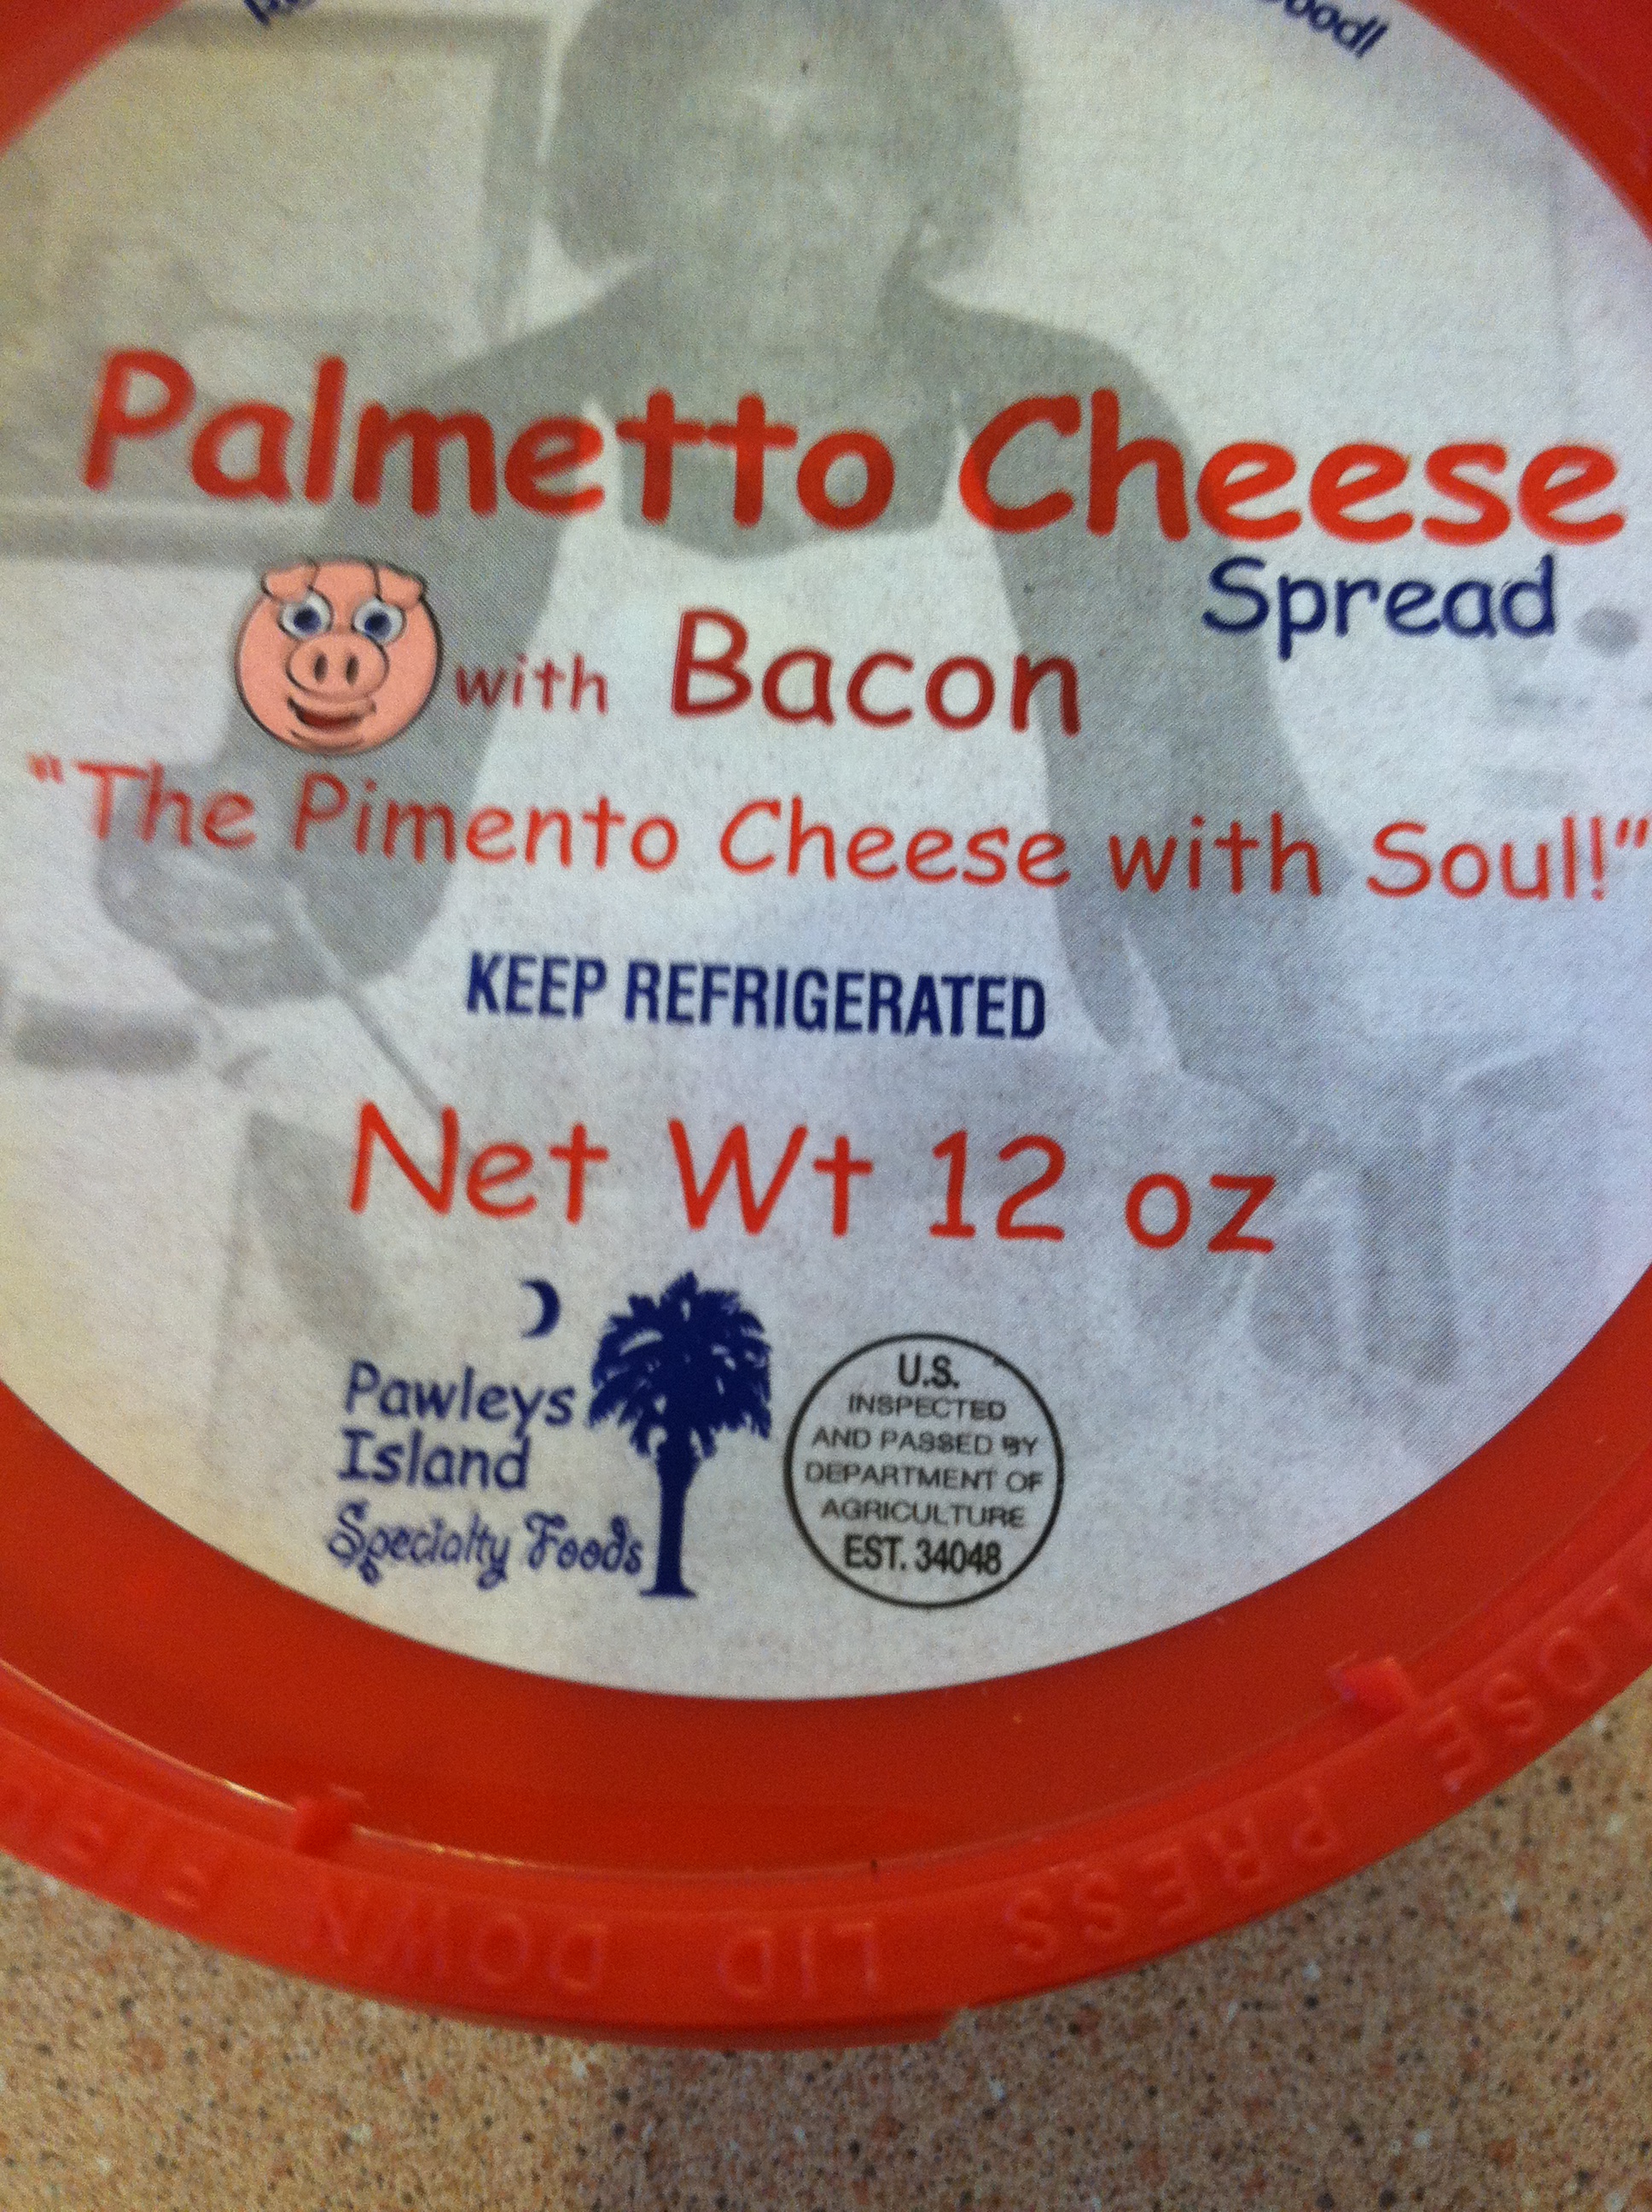 Palmetto Cheese
Spread
with Bacon
"The Pimento Cheese with Soul!"
KEEP REFRIGERATED
Net Wt 12 oz
Pawleys
Island
Specialty Foods
U.S.
INSPECTED
AND PASSED BY
DEPARTMENT OF
AGRICULTURE
EST. 34048
PRESS LID DOWN